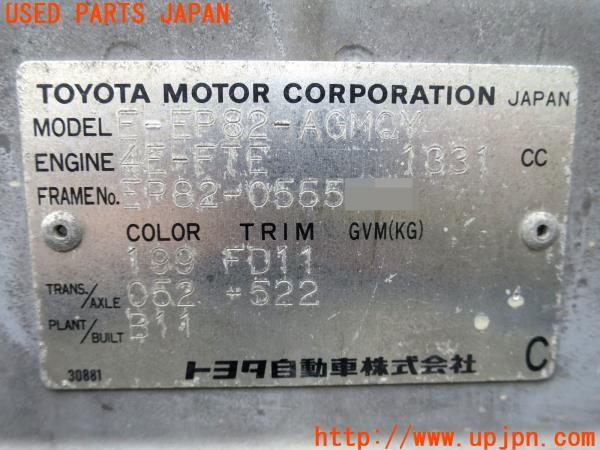 USED PARTS JAPAN
TOYOTA MOTOR CORPORATION JAPAN
MODEL E-EP82-AGMQV
ENGINE 4E-FTE 1331 CC
FRAME No. EP82-0555
COLOR TRIM GVM(KG)
199 FD11
TRANS./AXLE 052 -522
PLANT/BUILT B11
30881 トヨタ自動車株式会社 C
http://www.upjpn.com/